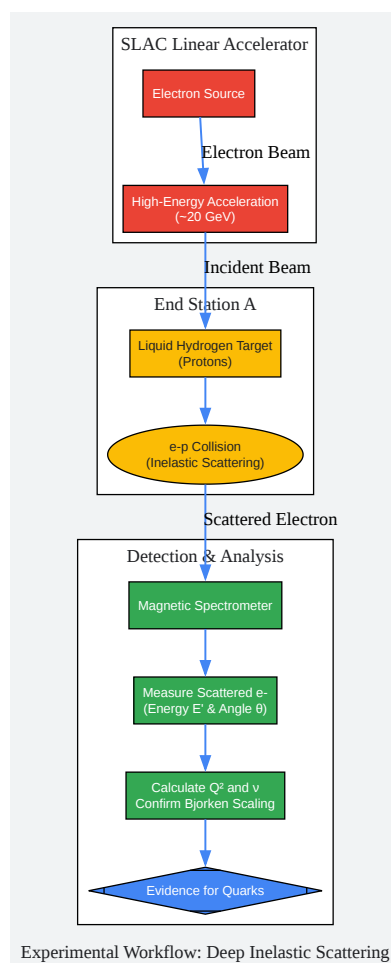 SLAC Linear Accelerator
Electron Source
Electron Beam
High-Energy Acceleration
(~20 GeV)
Incident Beam
End Station A
Liquid Hydrogen Target
(Protons)
e-p Collision
(Inelastic Scattering)
Scattered Electron
Detection & Analysis
Magnetic Spectrometer
Measure Scattered e-
(Energy E' & Angle θ)
Calculate Q² and ν
Confirm Bjorken Scaling
Evidence for Quarks
Experimental Workflow: Deep Inelastic Scattering